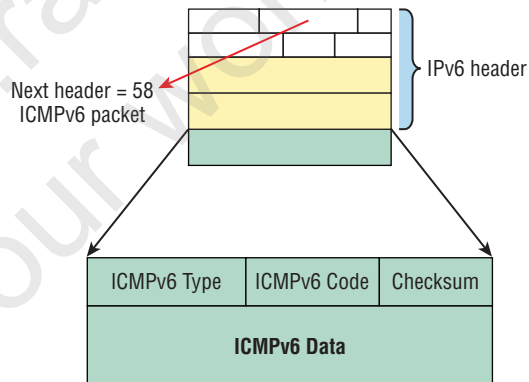 IPv6 header
Next header = 58
ICMPv6 packet
ICMPv6 Type
ICMPv6 Code
Checksum
ICMPv6 Data